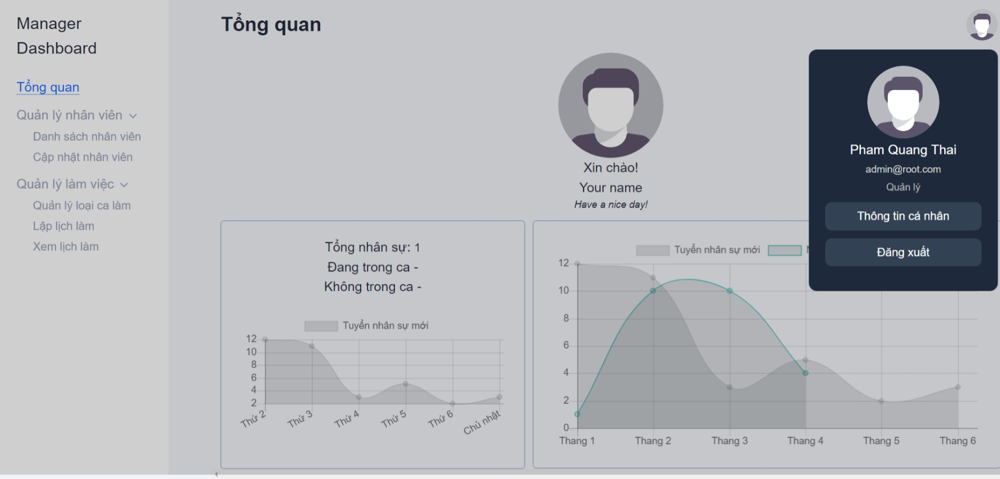 Manager
Dashboard
Tổng quan
Quản lý nhân viên
Danh sách nhân viên
Cập nhật nhân viên
Quản lý làm việc
Quản lý loại ca làm
Lập lịch làm
Xem lịch làm
Tổng quan
Xin chào!
Your name
Have a nice day!
Pham Quang Thai
admin@root.com
Quản lý
Thông tin cá nhân
Đăng xuất
Tổng nhân sự: 1
Đang trong ca -
Không trong ca -
Tuyển nhân sự mới
12
10
8
6
4
2
Thứ 2 Thứ 3 Thứ 4 Thứ 5 Thứ 6 Chủ nhật
Tuyển nhân sự mới
12
10
8
6
4
2
0
Thang 1 Thang 2 Thang 3 Thang 4 Thang 5 Thang 6